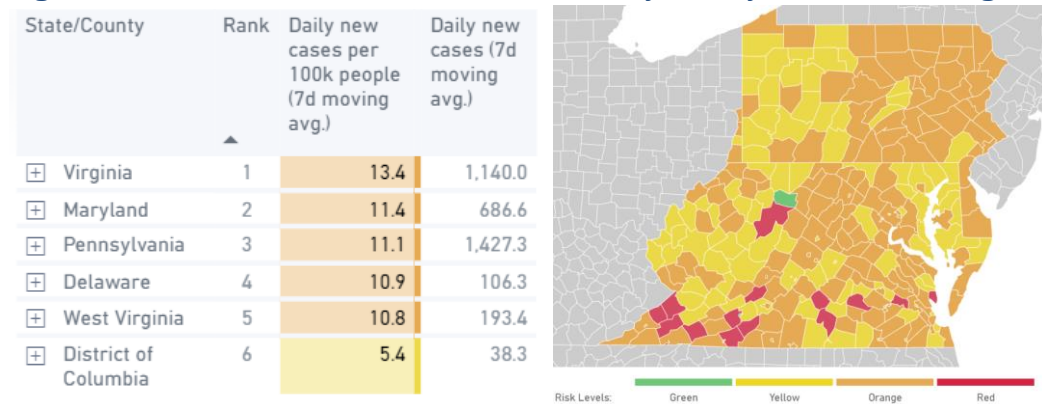 State/County Rank Daily new Daily new
cases per cases (7d
100k people moving
(7d moving avg.)
avg.)
Virginia 1 13.4 1,140.0
Maryland 2 11.4 686.6
Pennsylvania 3 11.1 1,427.3
Delaware 4 10.9 106.3
West Virginia 5 10.8 193.4
District of 6 5.4 38.3
Columbia
Risk Levels: Green Yellow Orange Red